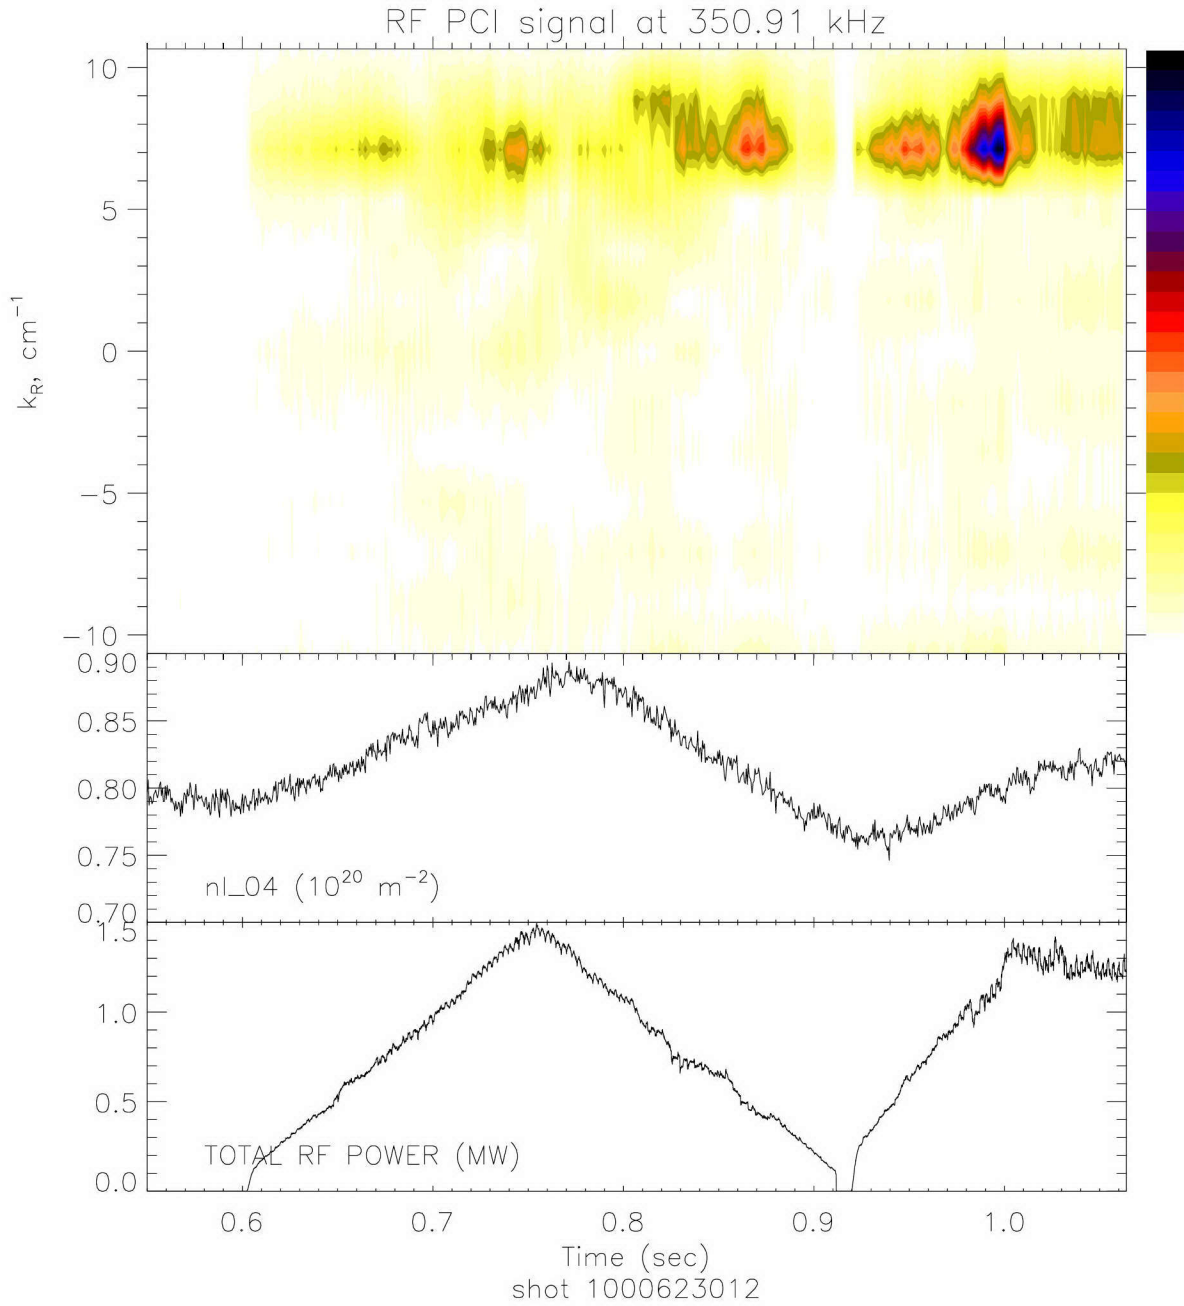 RF PCI signal at 350.91 kHz
10
5
0
−5
−10
k_R, cm⁻¹
0.90
0.85
0.80
0.75
0.70
nl_04 (10²⁰ m⁻²)
1.5
1.0
0.5
0.0
TOTAL RF POWER (MW)
0.6 0.7 0.8 0.9 1.0
Time (sec)
shot 1000623012